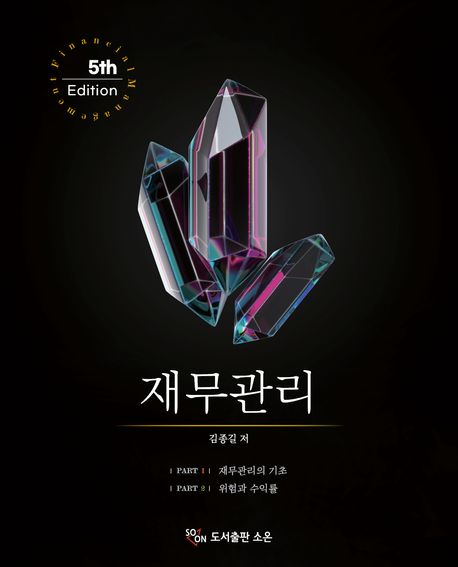 Financial Management
5th
Edition
재무관리
김종길 저
| PART 1 | 재무관리의 기초
| PART 2 | 위험과 수익률
SO ON 도서출판 소온